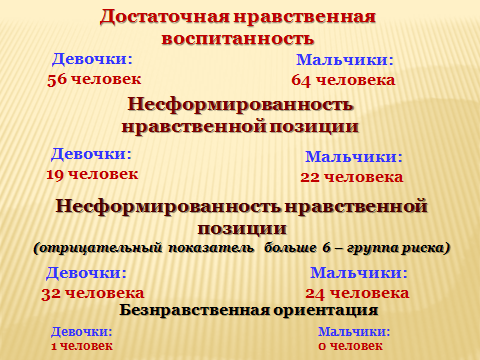 Достаточная нравственная
воспитанность
Девочки: Мальчики:
56 человек 64 человека
Несформированность
нравственной позиции
Девочки: Мальчики:
19 человек 22 человека
Несформированность нравственной
позиции
(отрицательный показатель больше 6 – группа риска)
Девочки: Мальчики:
32 человека 24 человека
Безнравственная ориентация
Девочки: Мальчики:
1 человек 0 человек